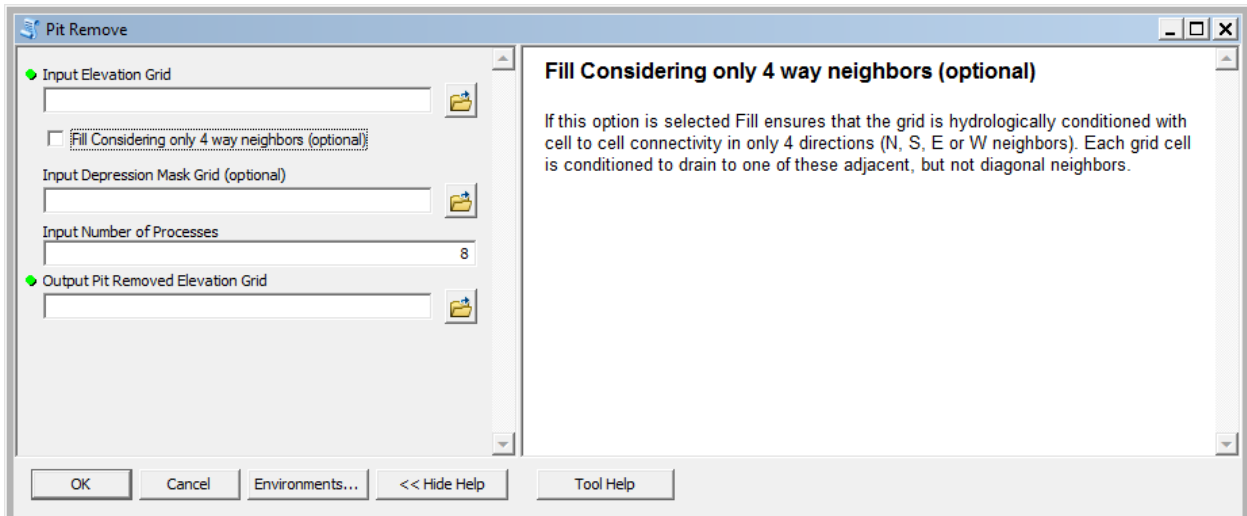 Pit Remove
Input Elevation Grid
Fill Considering only 4 way neighbors (optional)
Input Depression Mask Grid (optional)
Input Number of Processes
8
Output Pit Removed Elevation Grid
Fill Considering only 4 way neighbors (optional)
If this option is selected Fill ensures that the grid is hydrologically conditioned with
cell to cell connectivity in only 4 directions (N, S, E or W neighbors). Each grid cell
is conditioned to drain to one of these adjacent, but not diagonal neighbors.
OK
Cancel
Environments...
<< Hide Help
Tool Help